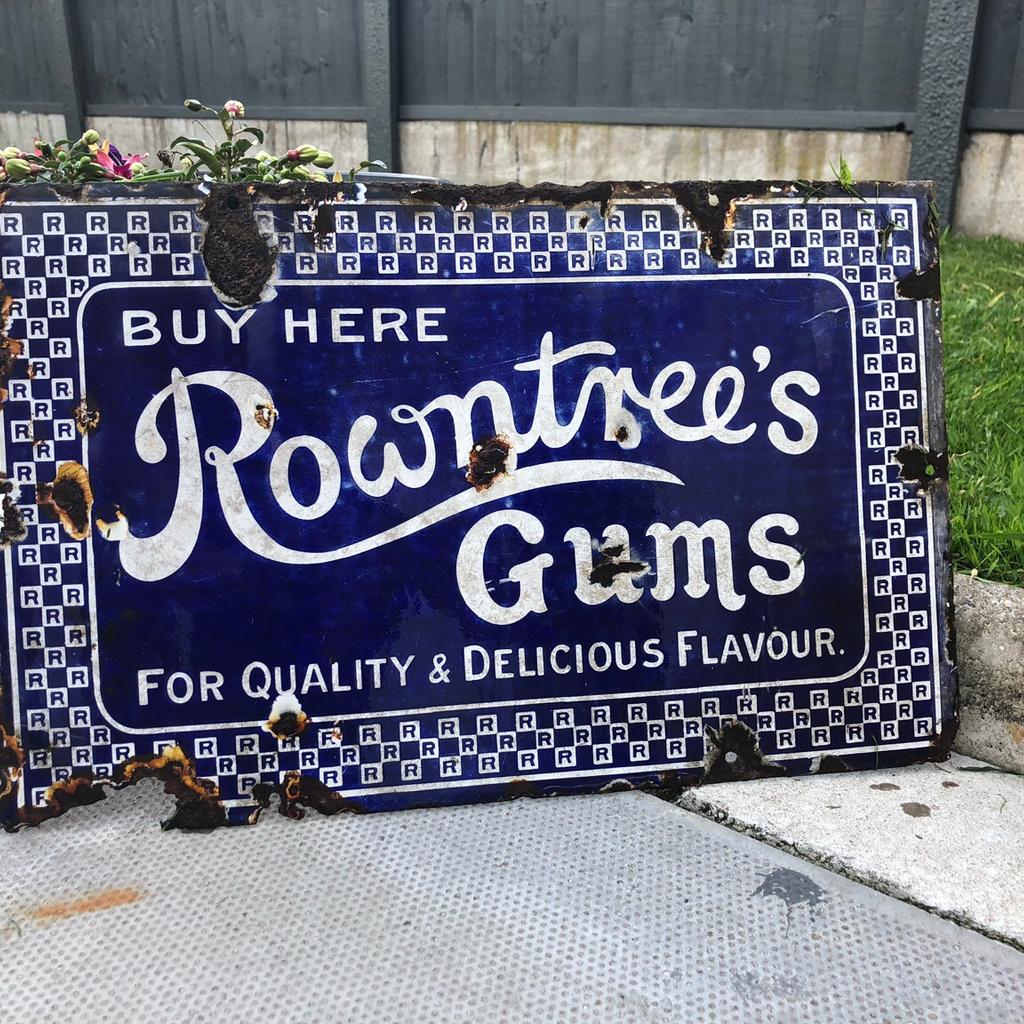 BUY HERE
Rowntree's
Gums
FOR QUALITY & DELICIOUS FLAVOUR.